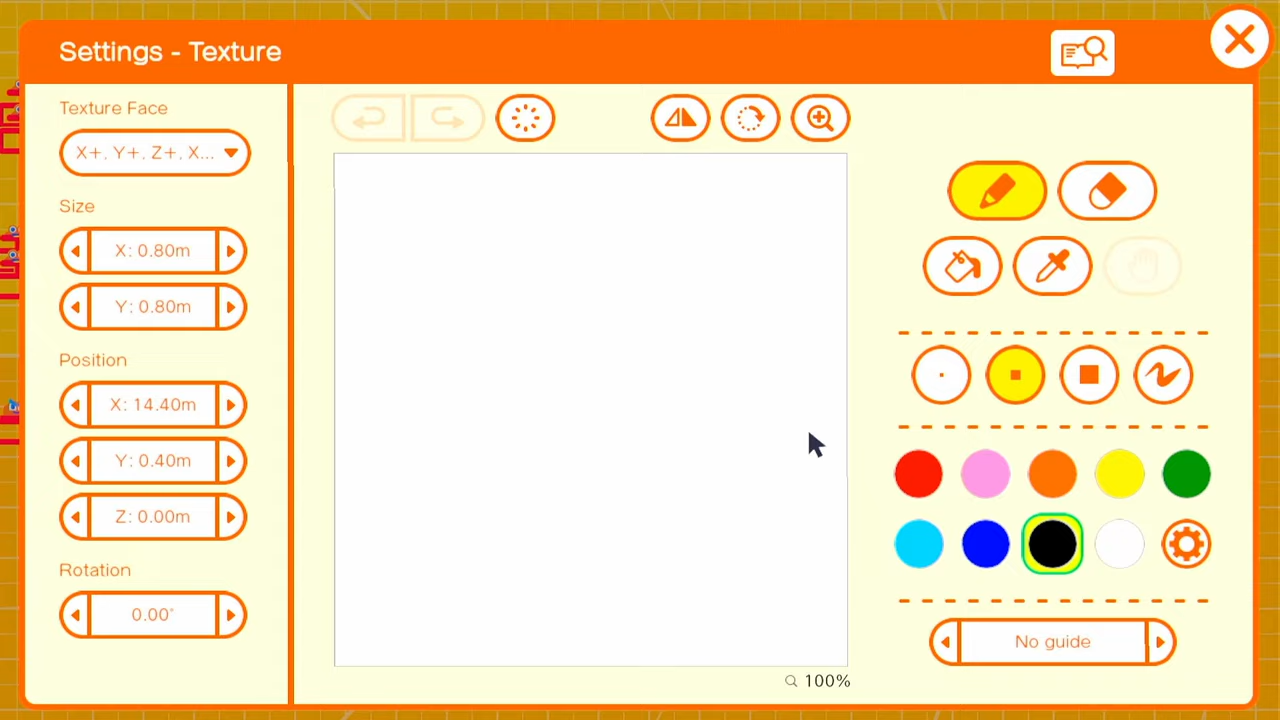 Settings - Texture
Texture Face
X+, Y+, Z+, X...
Size
X: 0.80m
Y: 0.80m
Position
X: 14.40m
Y: 0.40m
Z: 0.00m
Rotation
0.00°
No guide
100%